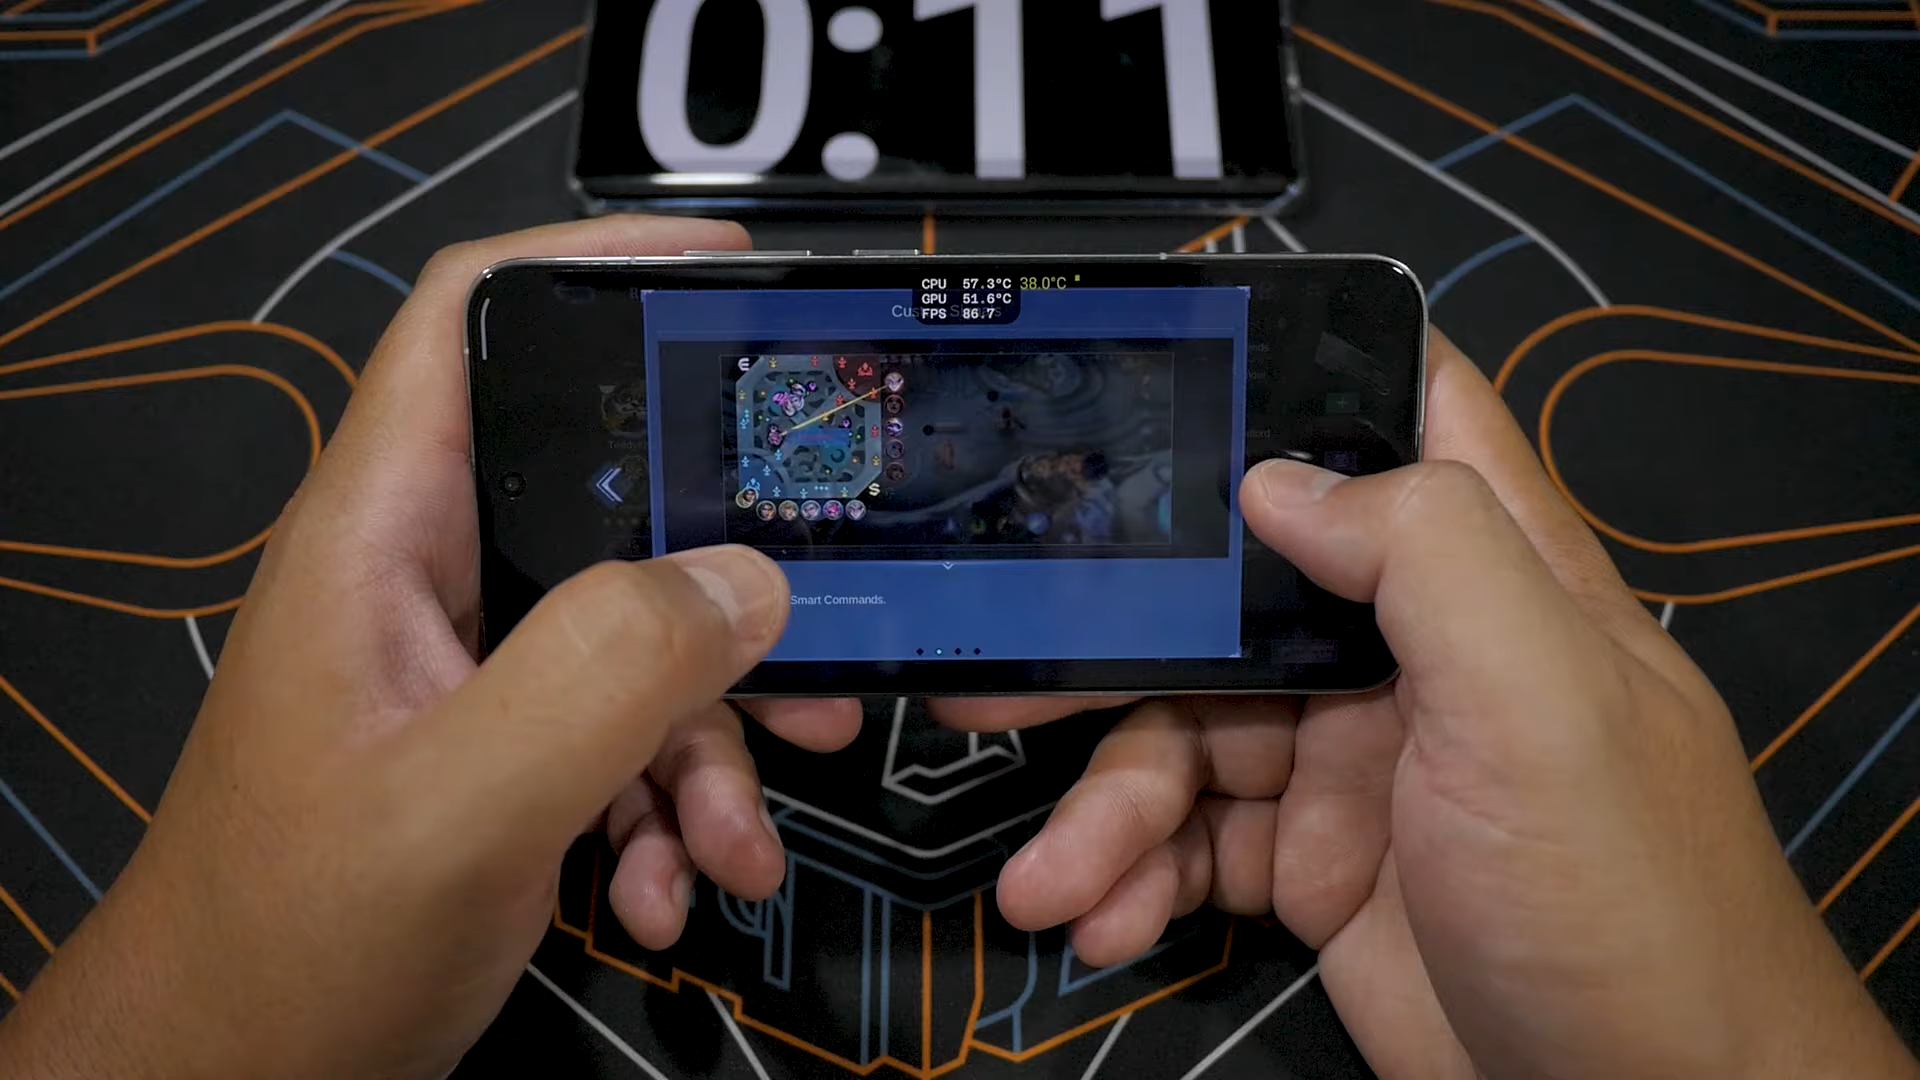 0:11
CPU 57.3°C 38.0°C
GPU 51.6°C
FPS 86.7
Smart Commands.